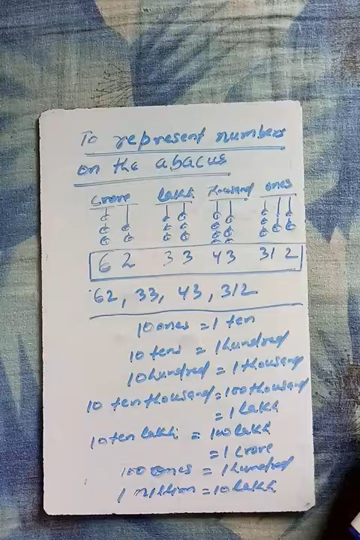 To represent numbers
on the abacus
Crore lakh Thousand ones
6 2 3 3 4 3 3 1 2
62, 33, 43, 312
10 ones = 1 ten
10 tens = 1 hundred
10 hundred = 1 thousand
10 ten thousand = 100 thousand
= 1 lakh
10 ten lakh = 100 lakh
= 1 crore
100 ones = 1 hundred
1 million = 10 lakh